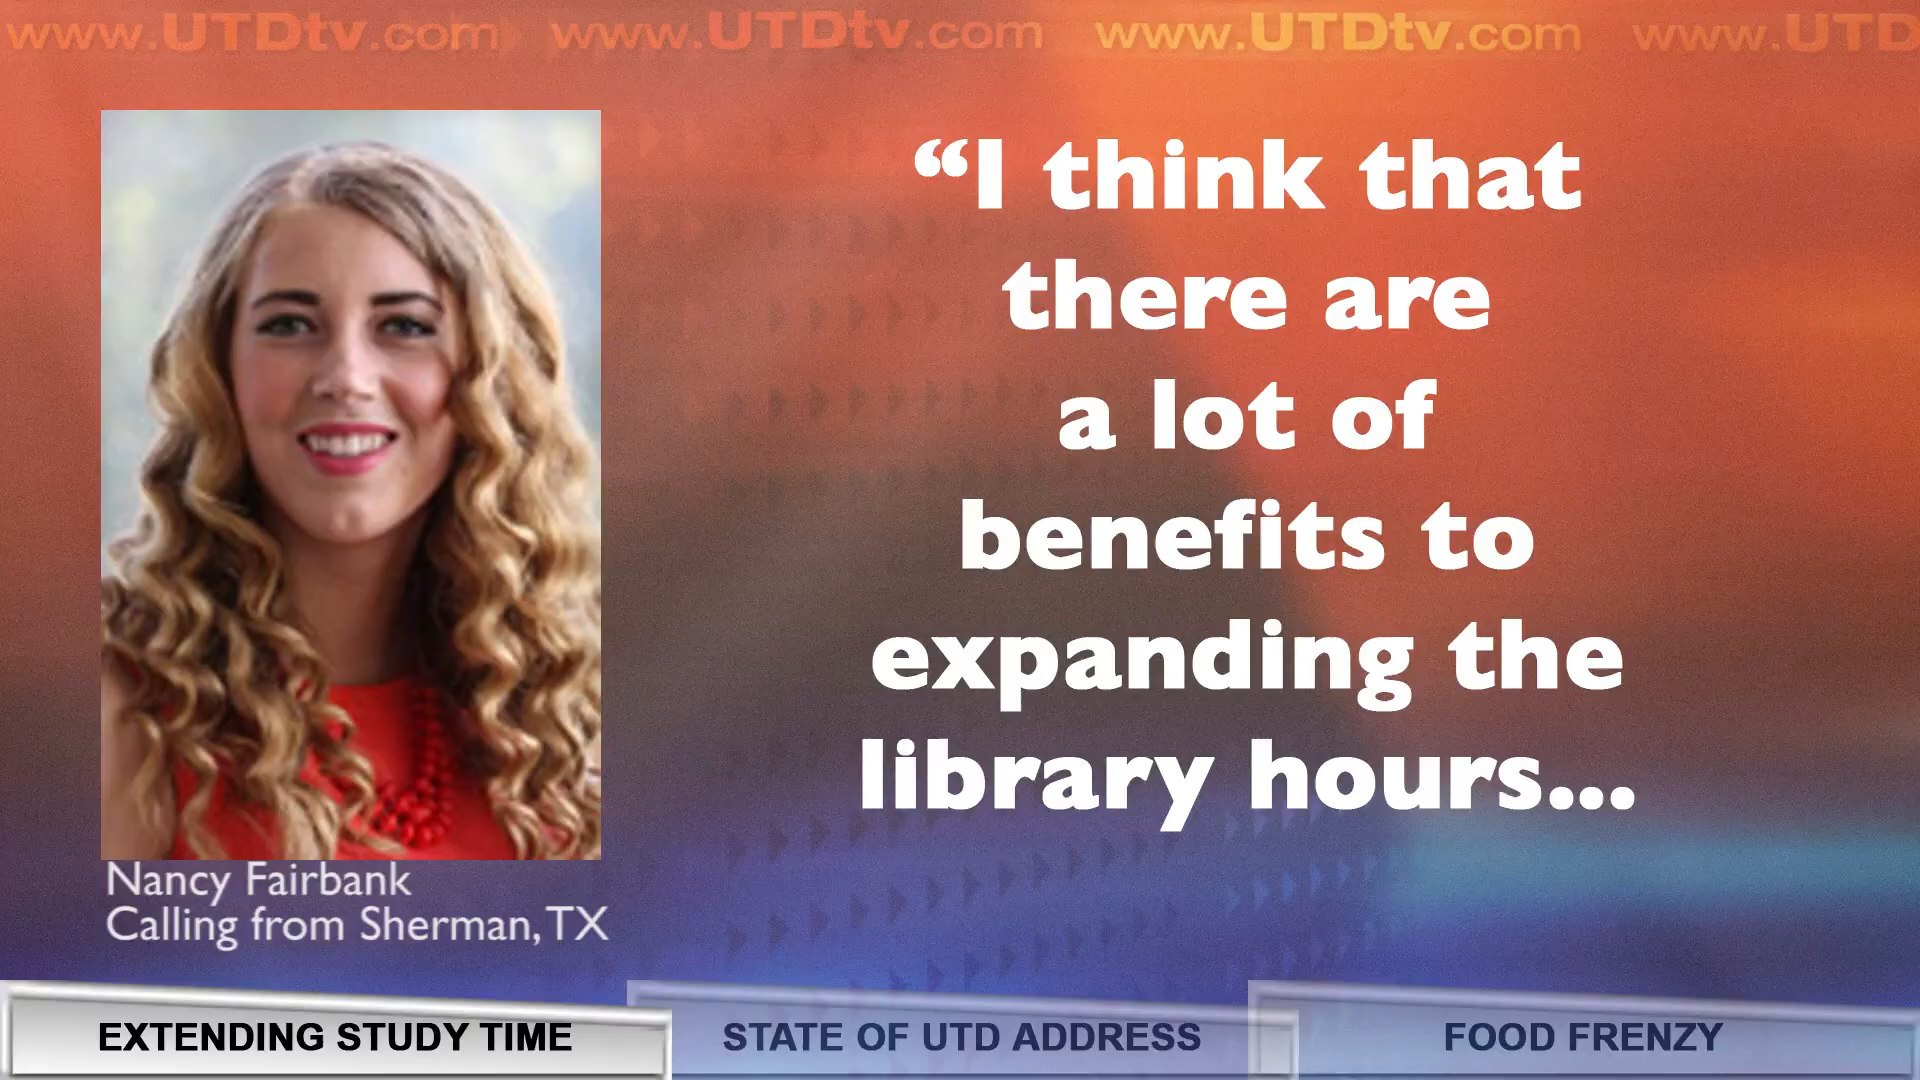 www.UTDtv.com www.UTDtv.com www.UTDtv.com www.UTD
“I think that
there are
a lot of
benefits to
expanding the
library hours...
Nancy Fairbank
Calling from Sherman, TX
EXTENDING STUDY TIME
STATE OF UTD ADDRESS
FOOD FRENZY